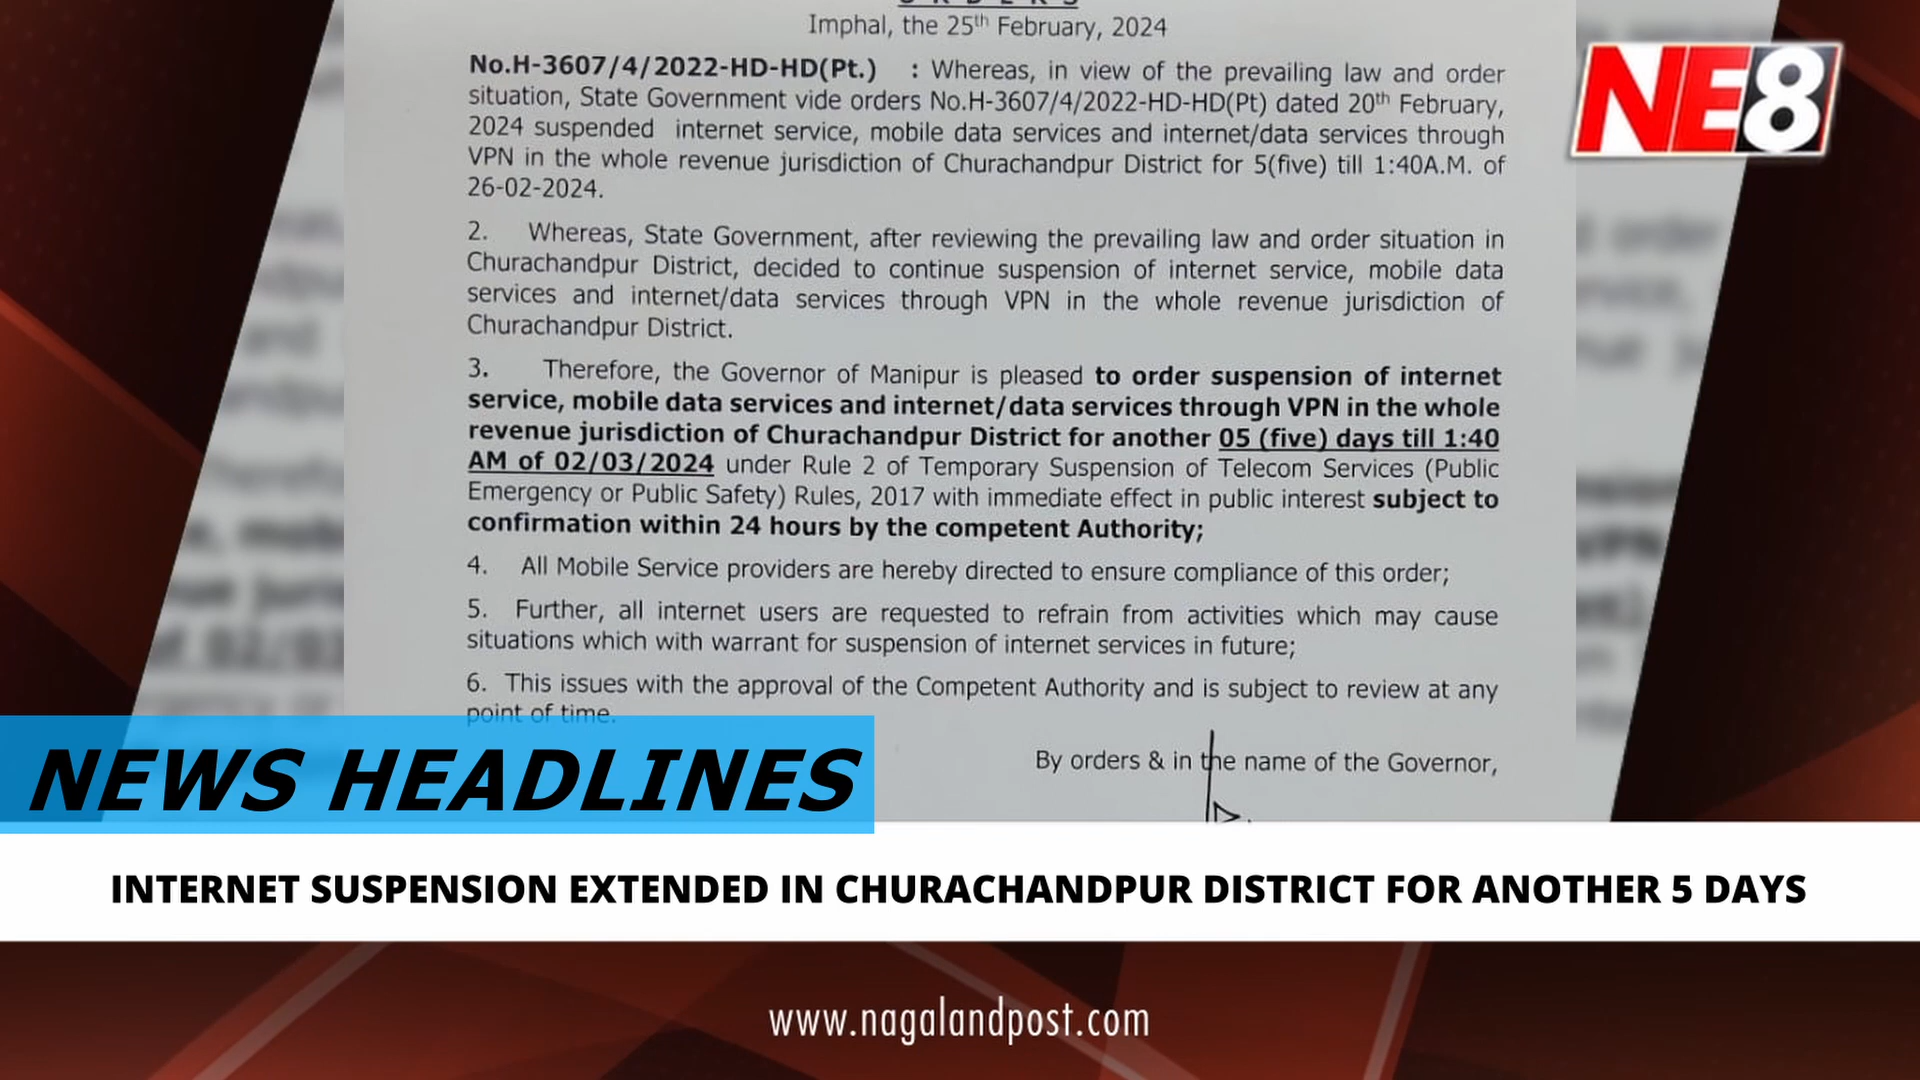 ORDERS
Imphal, the 25th February, 2024
No.H-3607/4/2022-HD-HD(Pt.) : Whereas, in view of the prevailing law and order
situation, State Government vide orders No.H-3607/4/2022-HD-HD(Pt) dated 20th February,
2024 suspended internet service, mobile data services and internet/data services through
VPN in the whole revenue jurisdiction of Churachandpur District for 5(five) till 1:40A.M. of
26-02-2024.
2. Whereas, State Government, after reviewing the prevailing law and order situation in
Churachandpur District, decided to continue suspension of internet service, mobile data
services and internet/data services through VPN in the whole revenue jurisdiction of
Churachandpur District.
3. Therefore, the Governor of Manipur is pleased to order suspension of internet
service, mobile data services and internet/data services through VPN in the whole
revenue jurisdiction of Churachandpur District for another 05 (five) days till 1:40
AM of 02/03/2024 under Rule 2 of Temporary Suspension of Telecom Services (Public
Emergency or Public Safety) Rules, 2017 with immediate effect in public interest subject to
confirmation within 24 hours by the competent Authority;
4. All Mobile Service providers are hereby directed to ensure compliance of this order;
5. Further, all internet users are requested to refrain from activities which may cause
situations which with warrant for suspension of internet services in future;
6. This issues with the approval of the Competent Authority and is subject to review at any
point of time.
By orders & in the name of the Governor,
NE8
NEWS HEADLINES
INTERNET SUSPENSION EXTENDED IN CHURACHANDPUR DISTRICT FOR ANOTHER 5 DAYS
www.nagalandpost.com